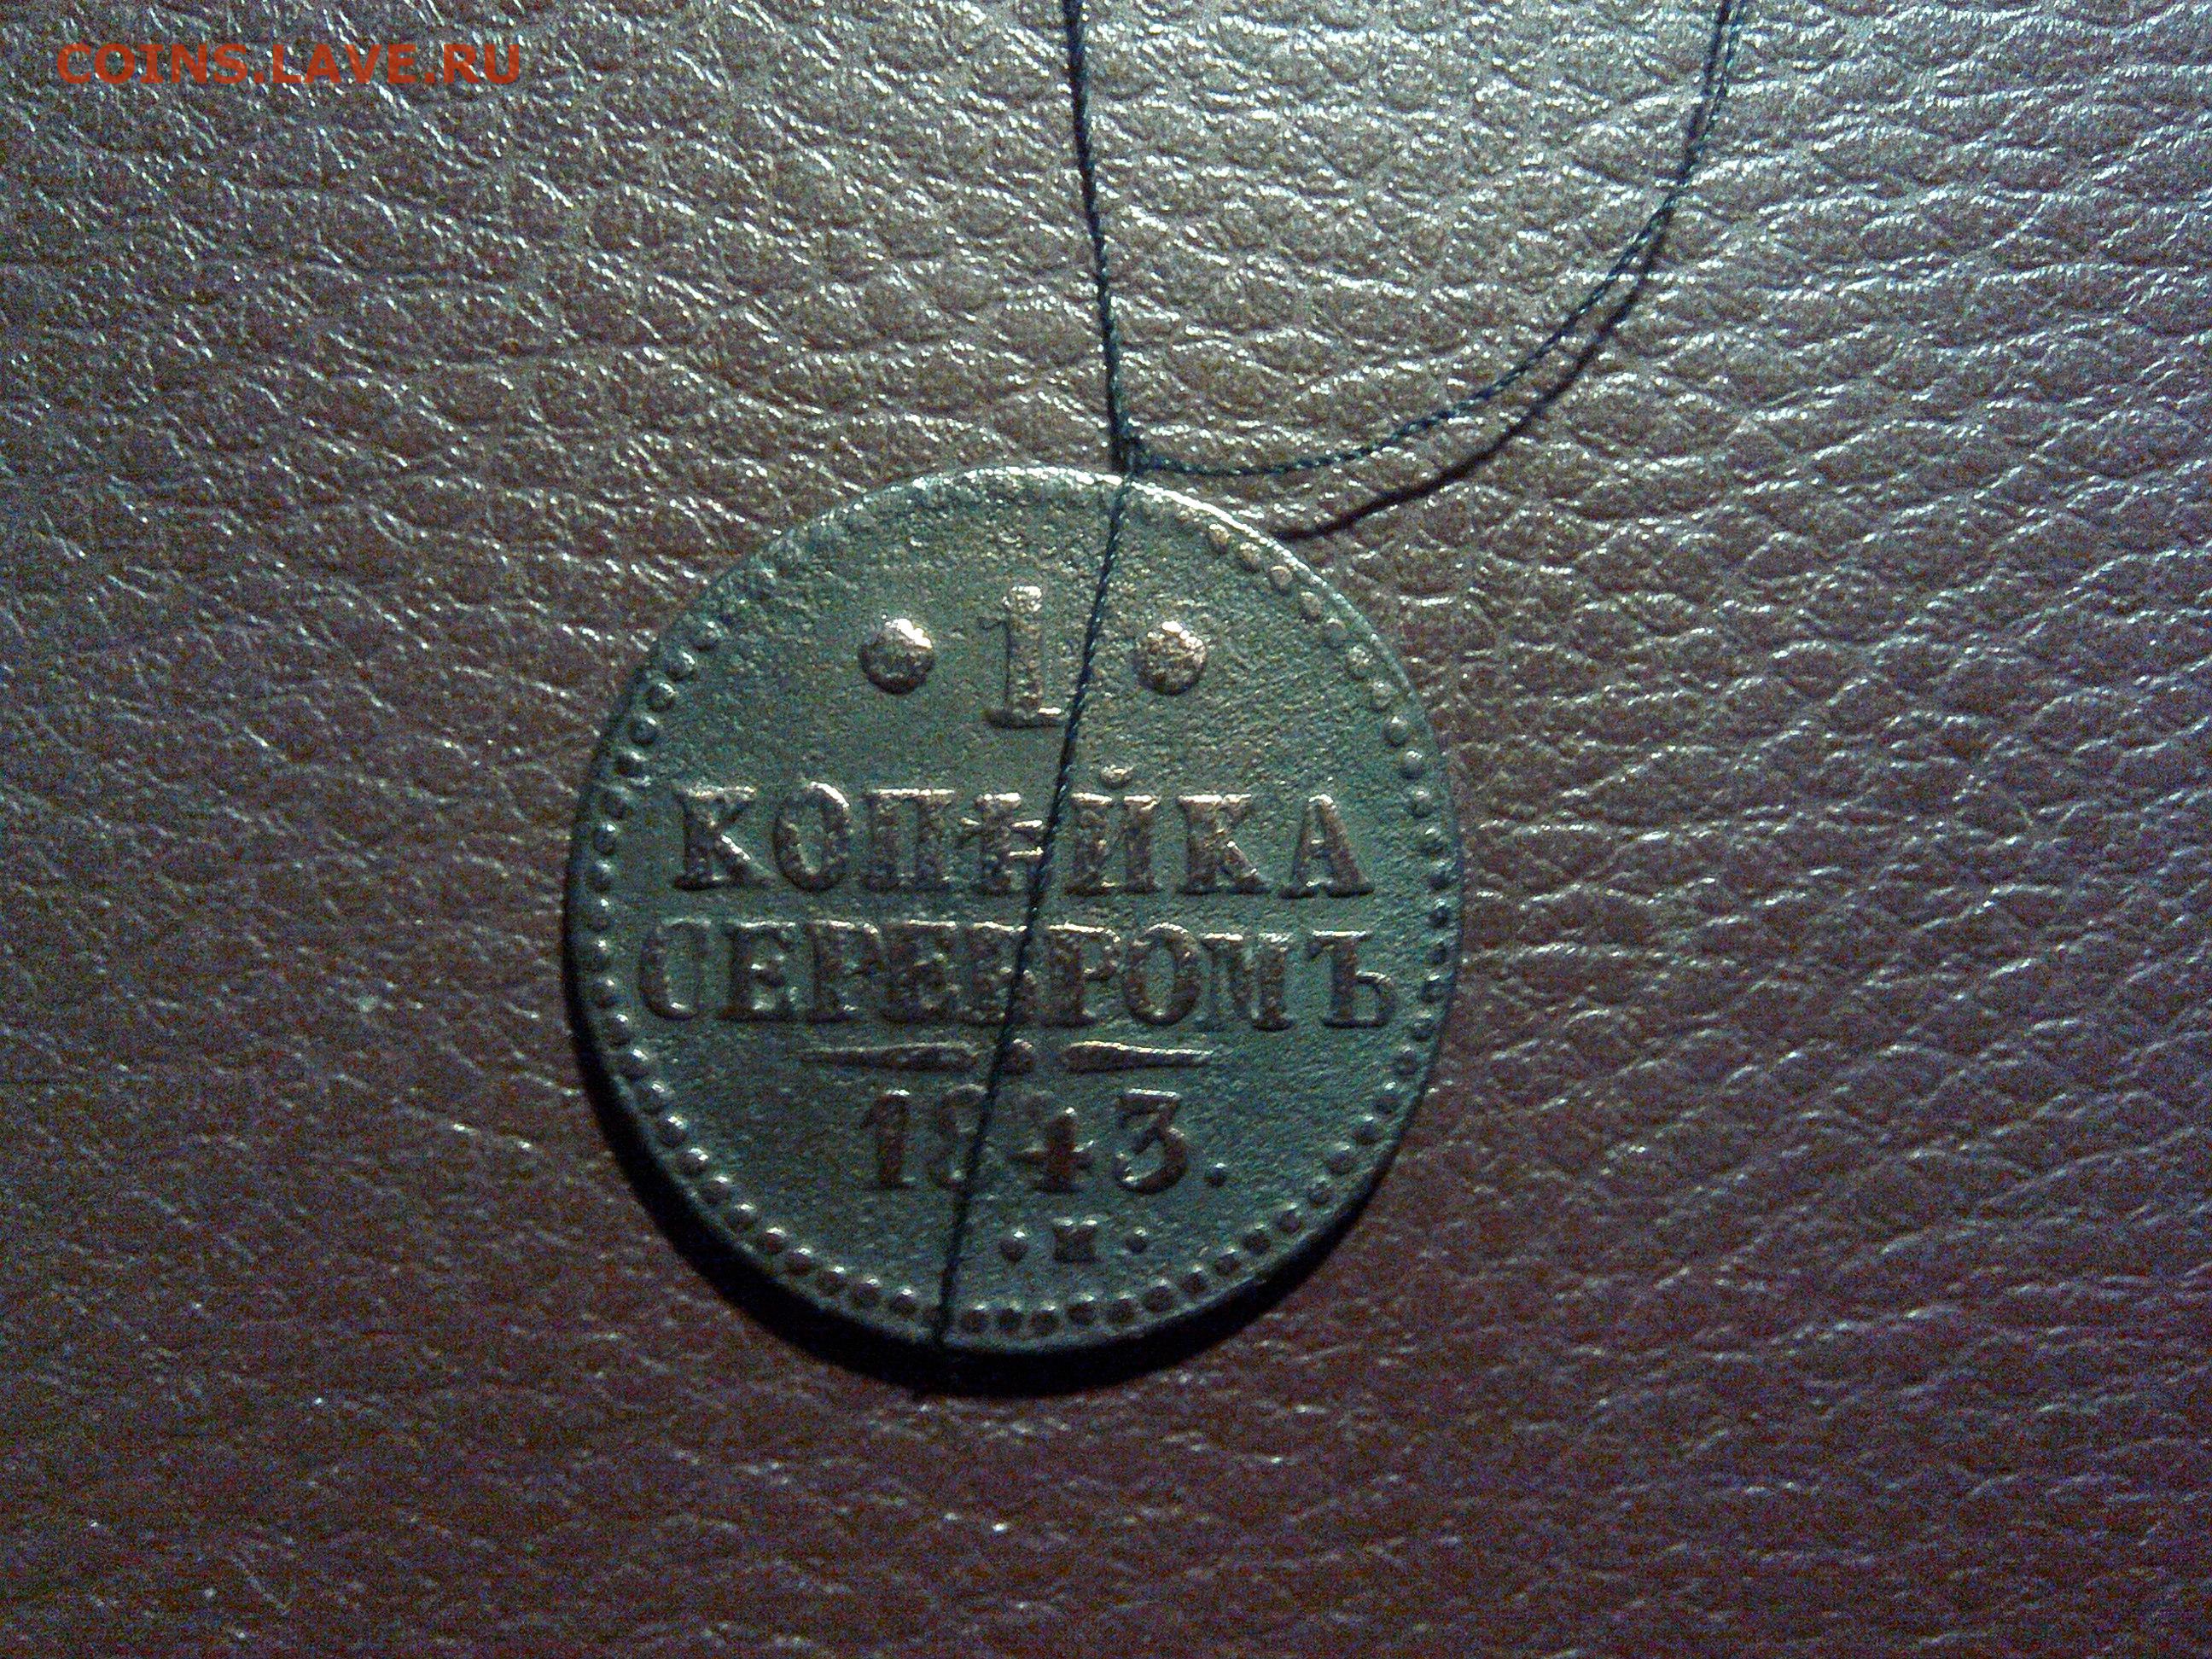 COINS.LAVE.RU
• 1 •
КОПѢЙКА
СЕРЕБРОМЪ
1843.